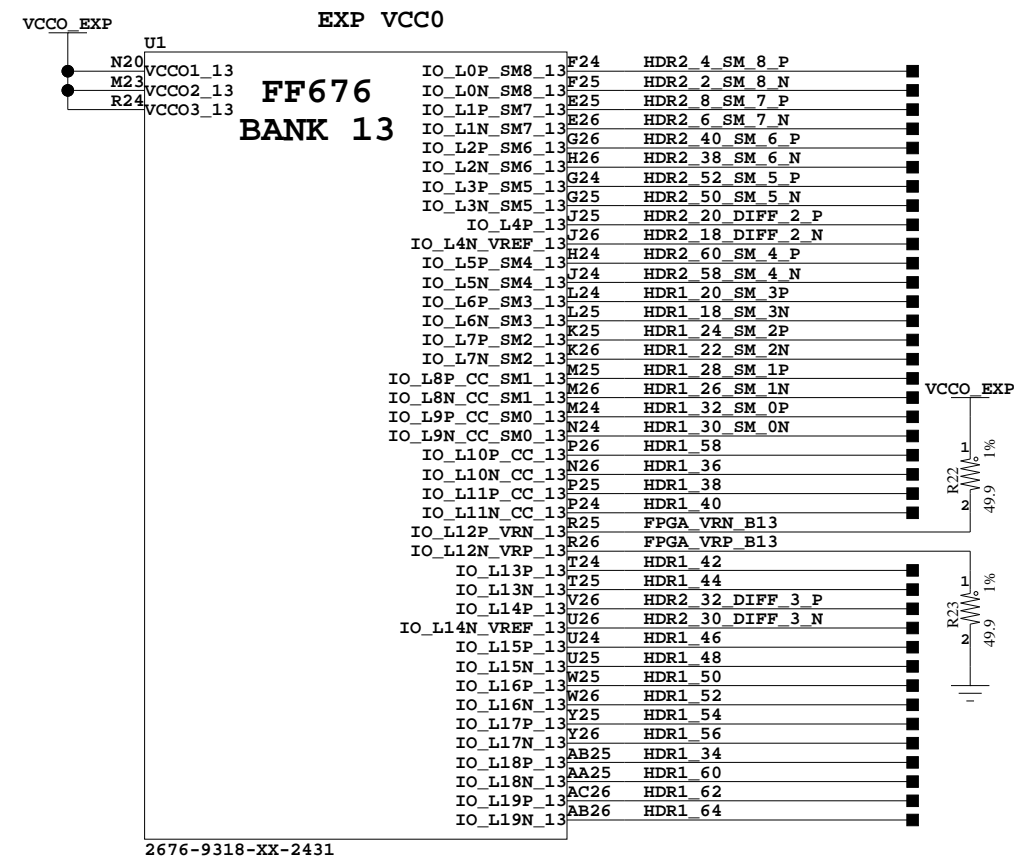 EXP VCC0
VCCO_EXP
U1
FF676
BANK 13
N20 VCCO1_13
M23 VCCO2_13
R24 VCCO3_13
IO_L0P_SM8_13 F24 HDR2_4_SM_8_P
IO_L0N_SM8_13 F25 HDR2_2_SM_8_N
IO_L1P_SM7_13 E25 HDR2_8_SM_7_P
IO_L1N_SM7_13 E26 HDR2_6_SM_7_N
IO_L2P_SM6_13 G26 HDR2_40_SM_6_P
IO_L2N_SM6_13 H26 HDR2_38_SM_6_N
IO_L3P_SM5_13 G24 HDR2_52_SM_5_P
IO_L3N_SM5_13 G25 HDR2_50_SM_5_N
IO_L4P_13 J25 HDR2_20_DIFF_2_P
IO_L4N_VREF_13 J26 HDR2_18_DIFF_2_N
IO_L5P_SM4_13 H24 HDR2_60_SM_4_P
IO_L5N_SM4_13 J24 HDR2_58_SM_4_N
IO_L6P_SM3_13 L24 HDR1_20_SM_3P
IO_L6N_SM3_13 L25 HDR1_18_SM_3N
IO_L7P_SM2_13 K25 HDR1_24_SM_2P
IO_L7N_SM2_13 K26 HDR1_22_SM_2N
IO_L8P_CC_SM1_13 M25 HDR1_28_SM_1P
IO_L8N_CC_SM1_13 M26 HDR1_26_SM_1N
IO_L9P_CC_SM0_13 M24 HDR1_32_SM_0P
IO_L9N_CC_SM0_13 N24 HDR1_30_SM_0N
IO_L10P_CC_13 P26 HDR1_58
IO_L10N_CC_13 N26 HDR1_36
IO_L11P_CC_13 P25 HDR1_38
IO_L11N_CC_13 P24 HDR1_40
IO_L12P_VRN_13 R25 FPGA_VRN_B13
IO_L12N_VRP_13 R26 FPGA_VRP_B13
IO_L13P_13 T24 HDR1_42
IO_L13N_13 T25 HDR1_44
IO_L14P_13 V26 HDR2_32_DIFF_3_P
IO_L14N_VREF_13 U26 HDR2_30_DIFF_3_N
IO_L15P_13 U24 HDR1_46
IO_L15N_13 U25 HDR1_48
IO_L16P_13 W25 HDR1_50
IO_L16N_13 W26 HDR1_52
IO_L17P_13 Y25 HDR1_54
IO_L17N_13 Y26 HDR1_56
IO_L18P_13 AB25 HDR1_34
IO_L18N_13 AA25 HDR1_60
IO_L19P_13 AC26 HDR1_62
IO_L19N_13 AB26 HDR1_64
2676-9318-XX-2431
VCCO_EXP
1
R22
1%
49.9
2
1
R23
1%
49.9
2